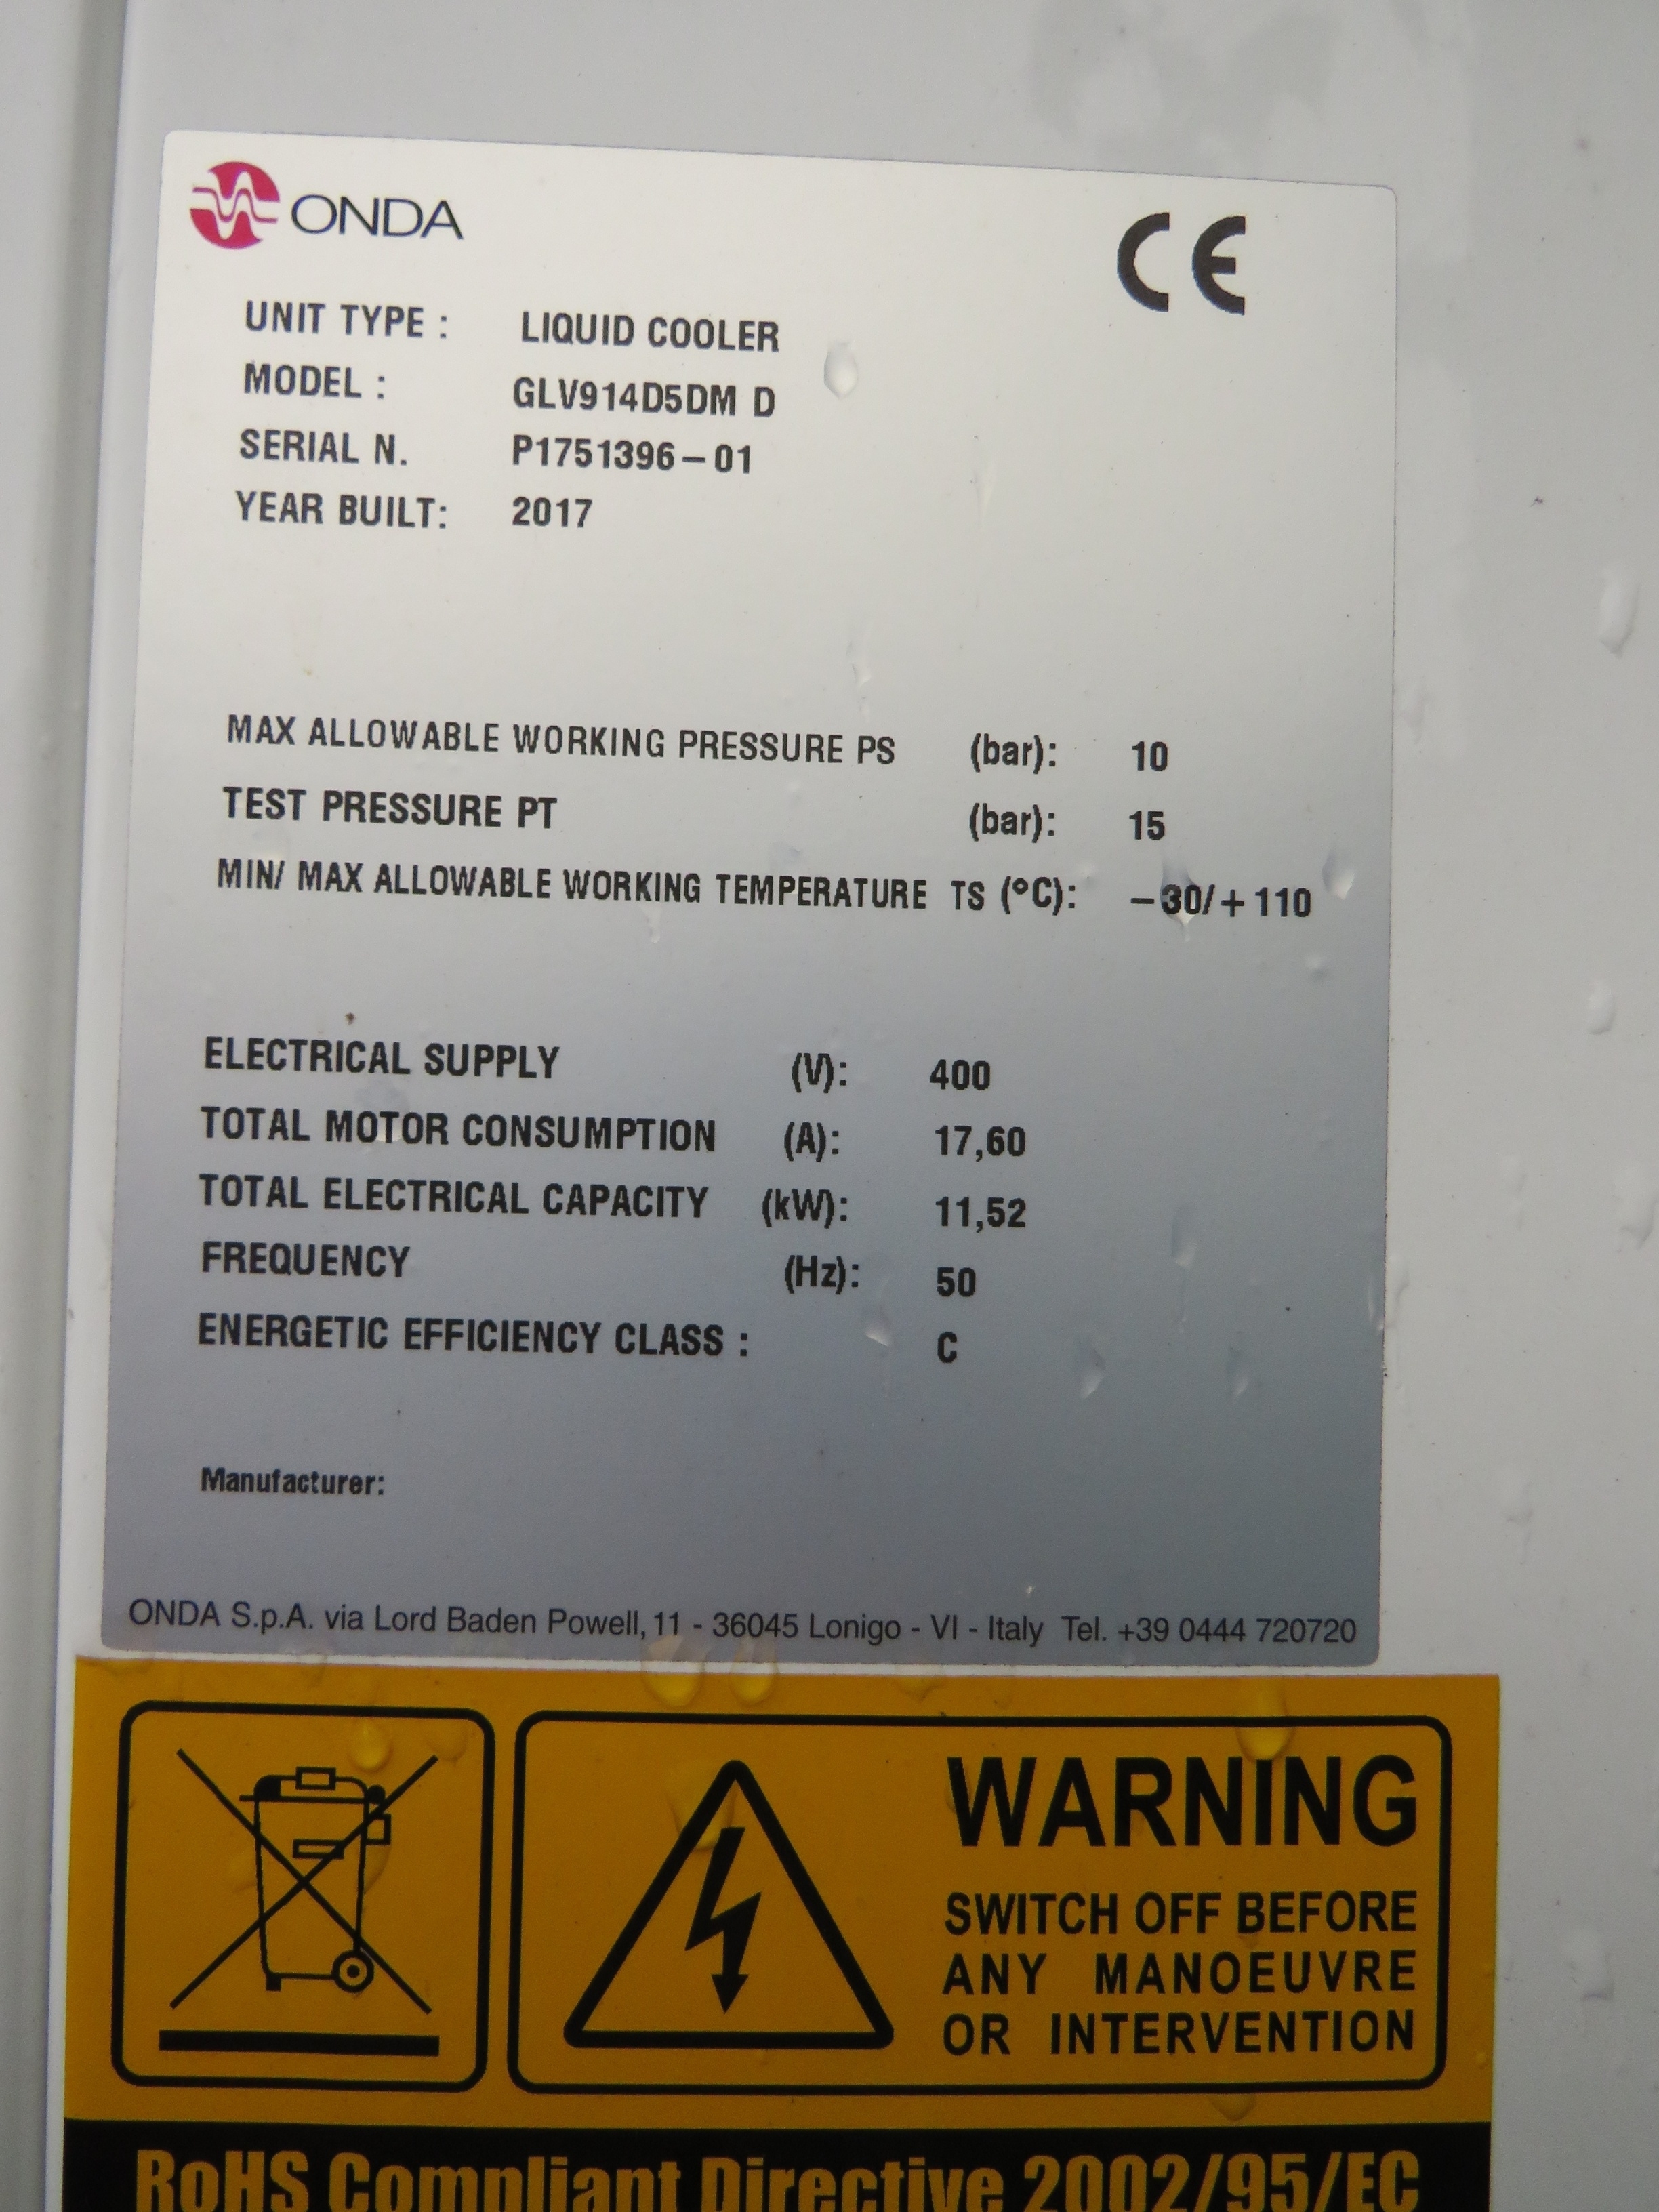 ONDA
CE
UNIT TYPE : LIQUID COOLER
MODEL : GLV914D5DM D
SERIAL N. P1751396-01
YEAR BUILT: 2017
MAX ALLOWABLE WORKING PRESSURE PS (bar): 10
TEST PRESSURE PT (bar): 15
MIN/ MAX ALLOWABLE WORKING TEMPERATURE TS (°C): -30/+110
ELECTRICAL SUPPLY (V): 400
TOTAL MOTOR CONSUMPTION (A): 17,60
TOTAL ELECTRICAL CAPACITY (kW): 11,52
FREQUENCY (Hz): 50
ENERGETIC EFFICIENCY CLASS : C
Manufacturer:
ONDA S.p.A. via Lord Baden Powell, 11 - 36045 Lonigo - VI - Italy Tel. +39 0444 720720
WARNING
SWITCH OFF BEFORE
ANY MANOEUVRE
OR INTERVENTION
RoHS Compliant Directive 2002/95/EC